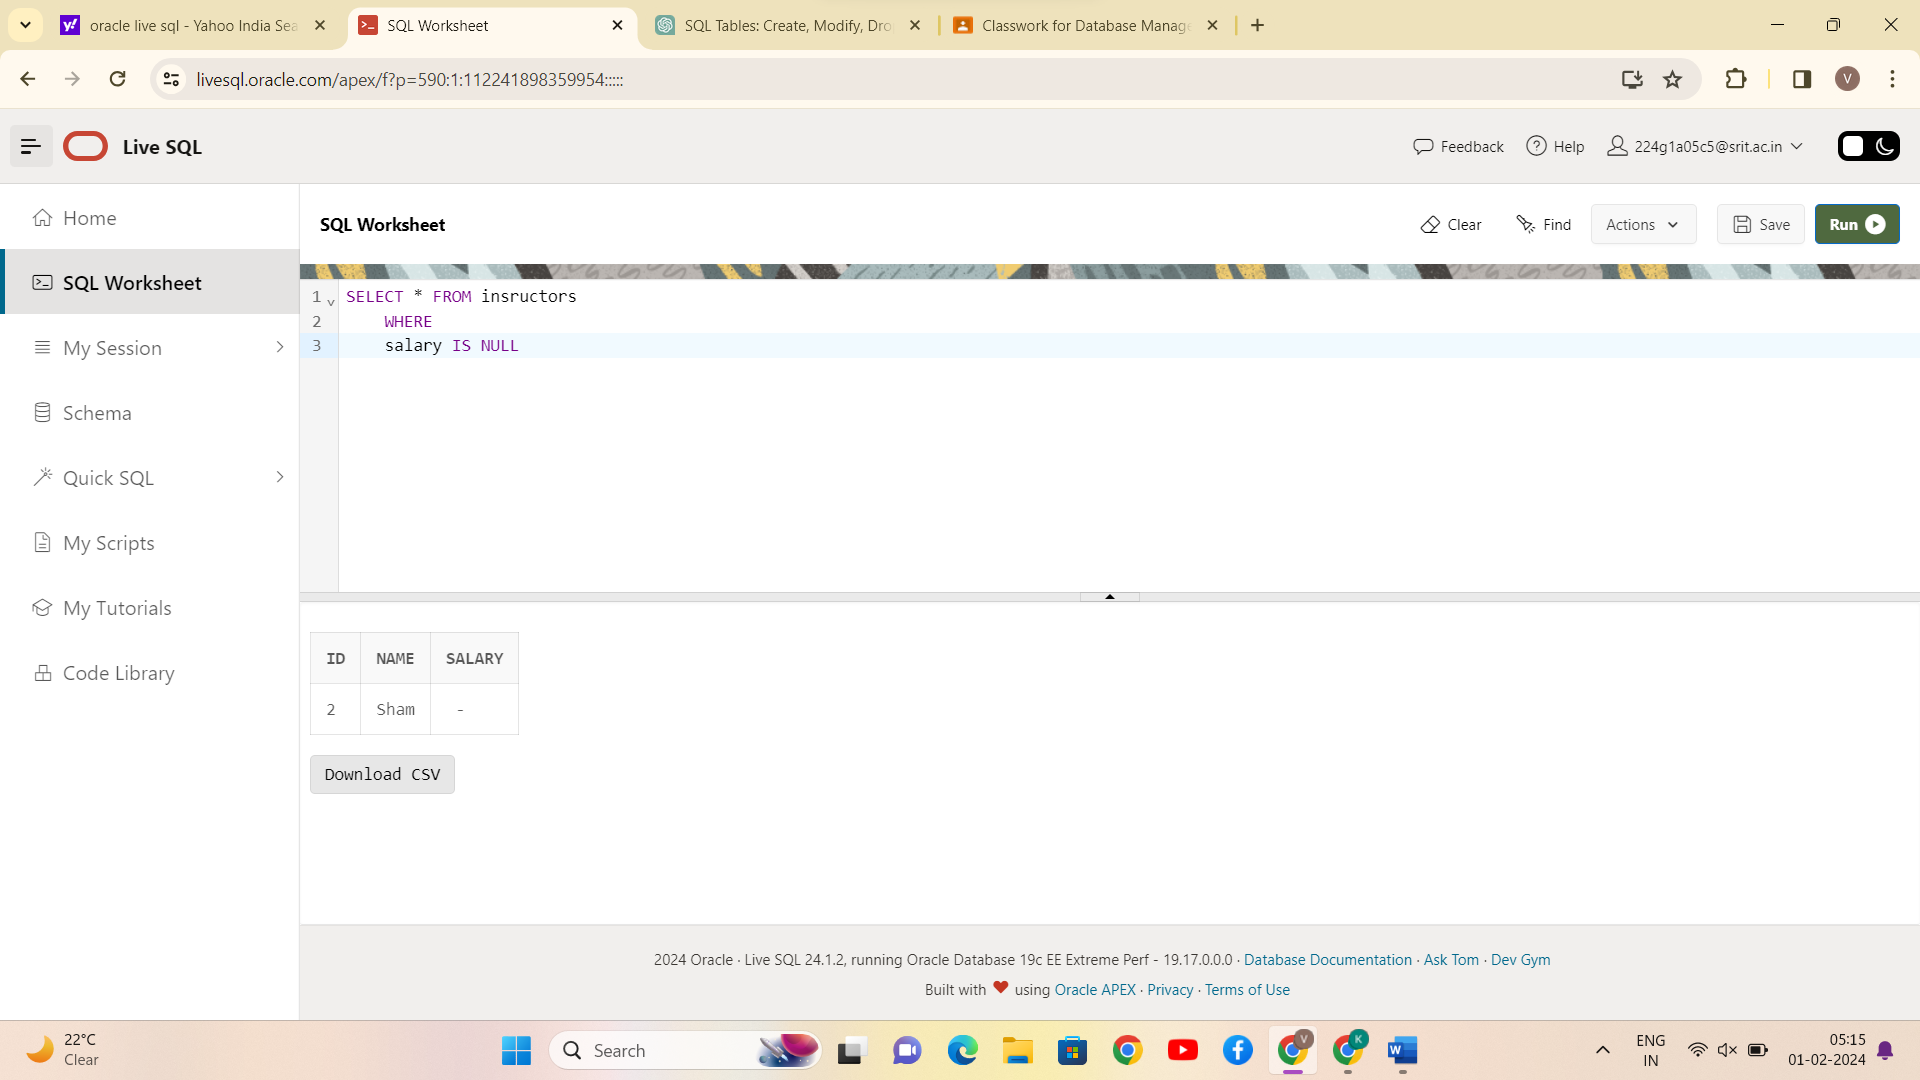 oracle live sql - Yahoo India Sea
SQL Worksheet
SQL Tables: Create, Modify, Dro
Classwork for Database Manage
livesql.oracle.com/apex/f?p=590:1:112241898359954:::::
V
Live SQL
Feedback
Help
224g1a05c5@srit.ac.in
Home
SQL Worksheet
My Session
Schema
Quick SQL
My Scripts
My Tutorials
Code Library
SQL Worksheet
Clear
Find
Actions
Save
Run
1 SELECT * FROM insructors
2 WHERE
3 salary IS NULL
ID NAME SALARY
2 Sham -
Download CSV
2024 Oracle · Live SQL 24.1.2, running Oracle Database 19c EE Extreme Perf - 19.17.0.0.0 · Database Documentation · Ask Tom · Dev Gym
Built with ❤ using Oracle APEX · Privacy · Terms of Use
22°C
Clear
Search
V
K
W
ENG
IN
05:15
01-02-2024